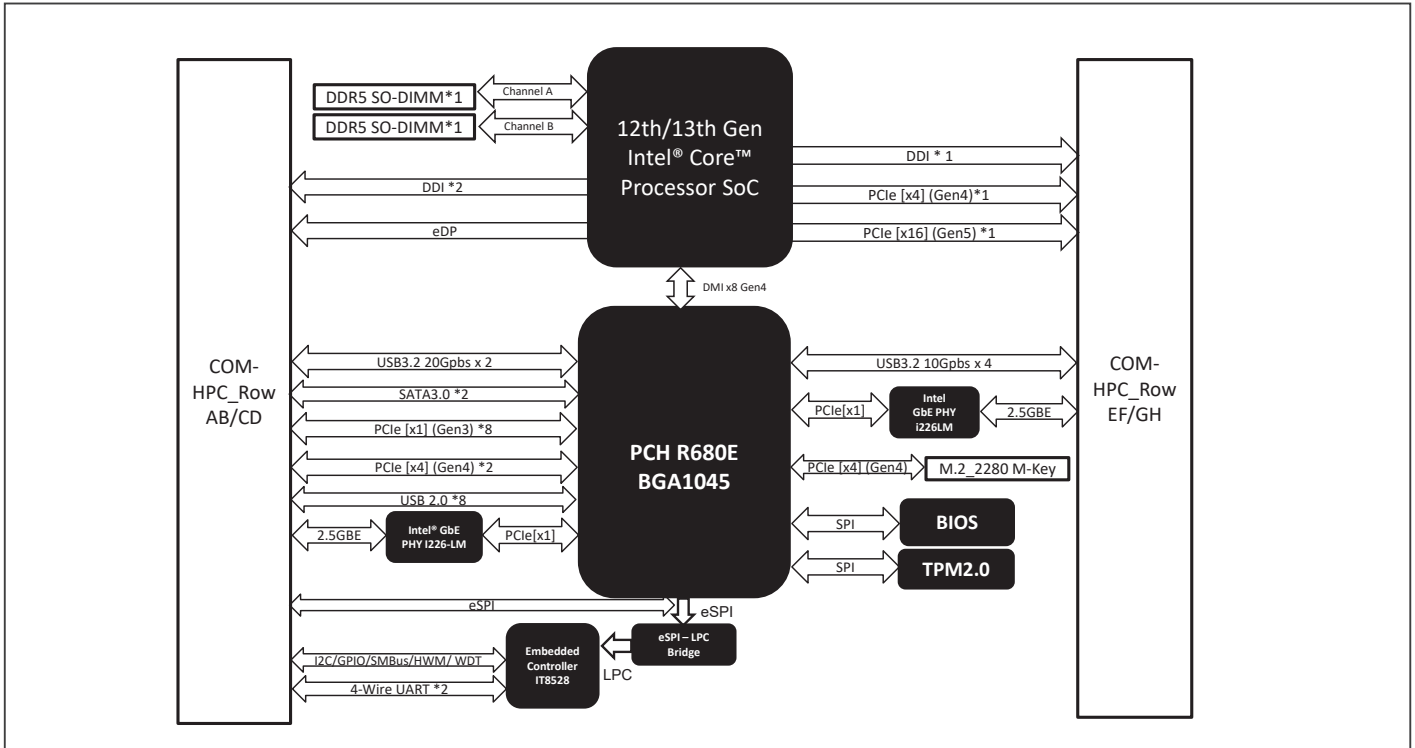 DDR5 SO-DIMM*1
Channel A
DDR5 SO-DIMM*1
Channel B
12th/13th Gen
Intel® Core™
Processor SoC
DDI *2
eDP
DDI * 1
PCIe [x4] (Gen4)*1
PCIe [x16] (Gen5) *1
DMI x8 Gen4
COM-
HPC_Row
AB/CD
USB3.2 20Gpbs x 2
SATA3.0 *2
PCIe [x1] (Gen3) *8
PCIe [x4] (Gen4) *2
USB 2.0 *8
2.5GBE
Intel® GbE
PHY I226-LM
PCIe[x1]
PCH R680E
BGA1045
USB3.2 10Gpbs x 4
PCIe[x1]
Intel
GbE PHY
i226LM
2.5GBE
PCIe [x4] (Gen4)
M.2_2280 M-Key
SPI
BIOS
SPI
TPM2.0
COM-
HPC_Row
EF/GH
eSPI
eSPI
eSPI – LPC
Bridge
LPC
Embedded
Controller
IT8528
I2C/GPIO/SMBus/HWM/ WDT
4-Wire UART *2